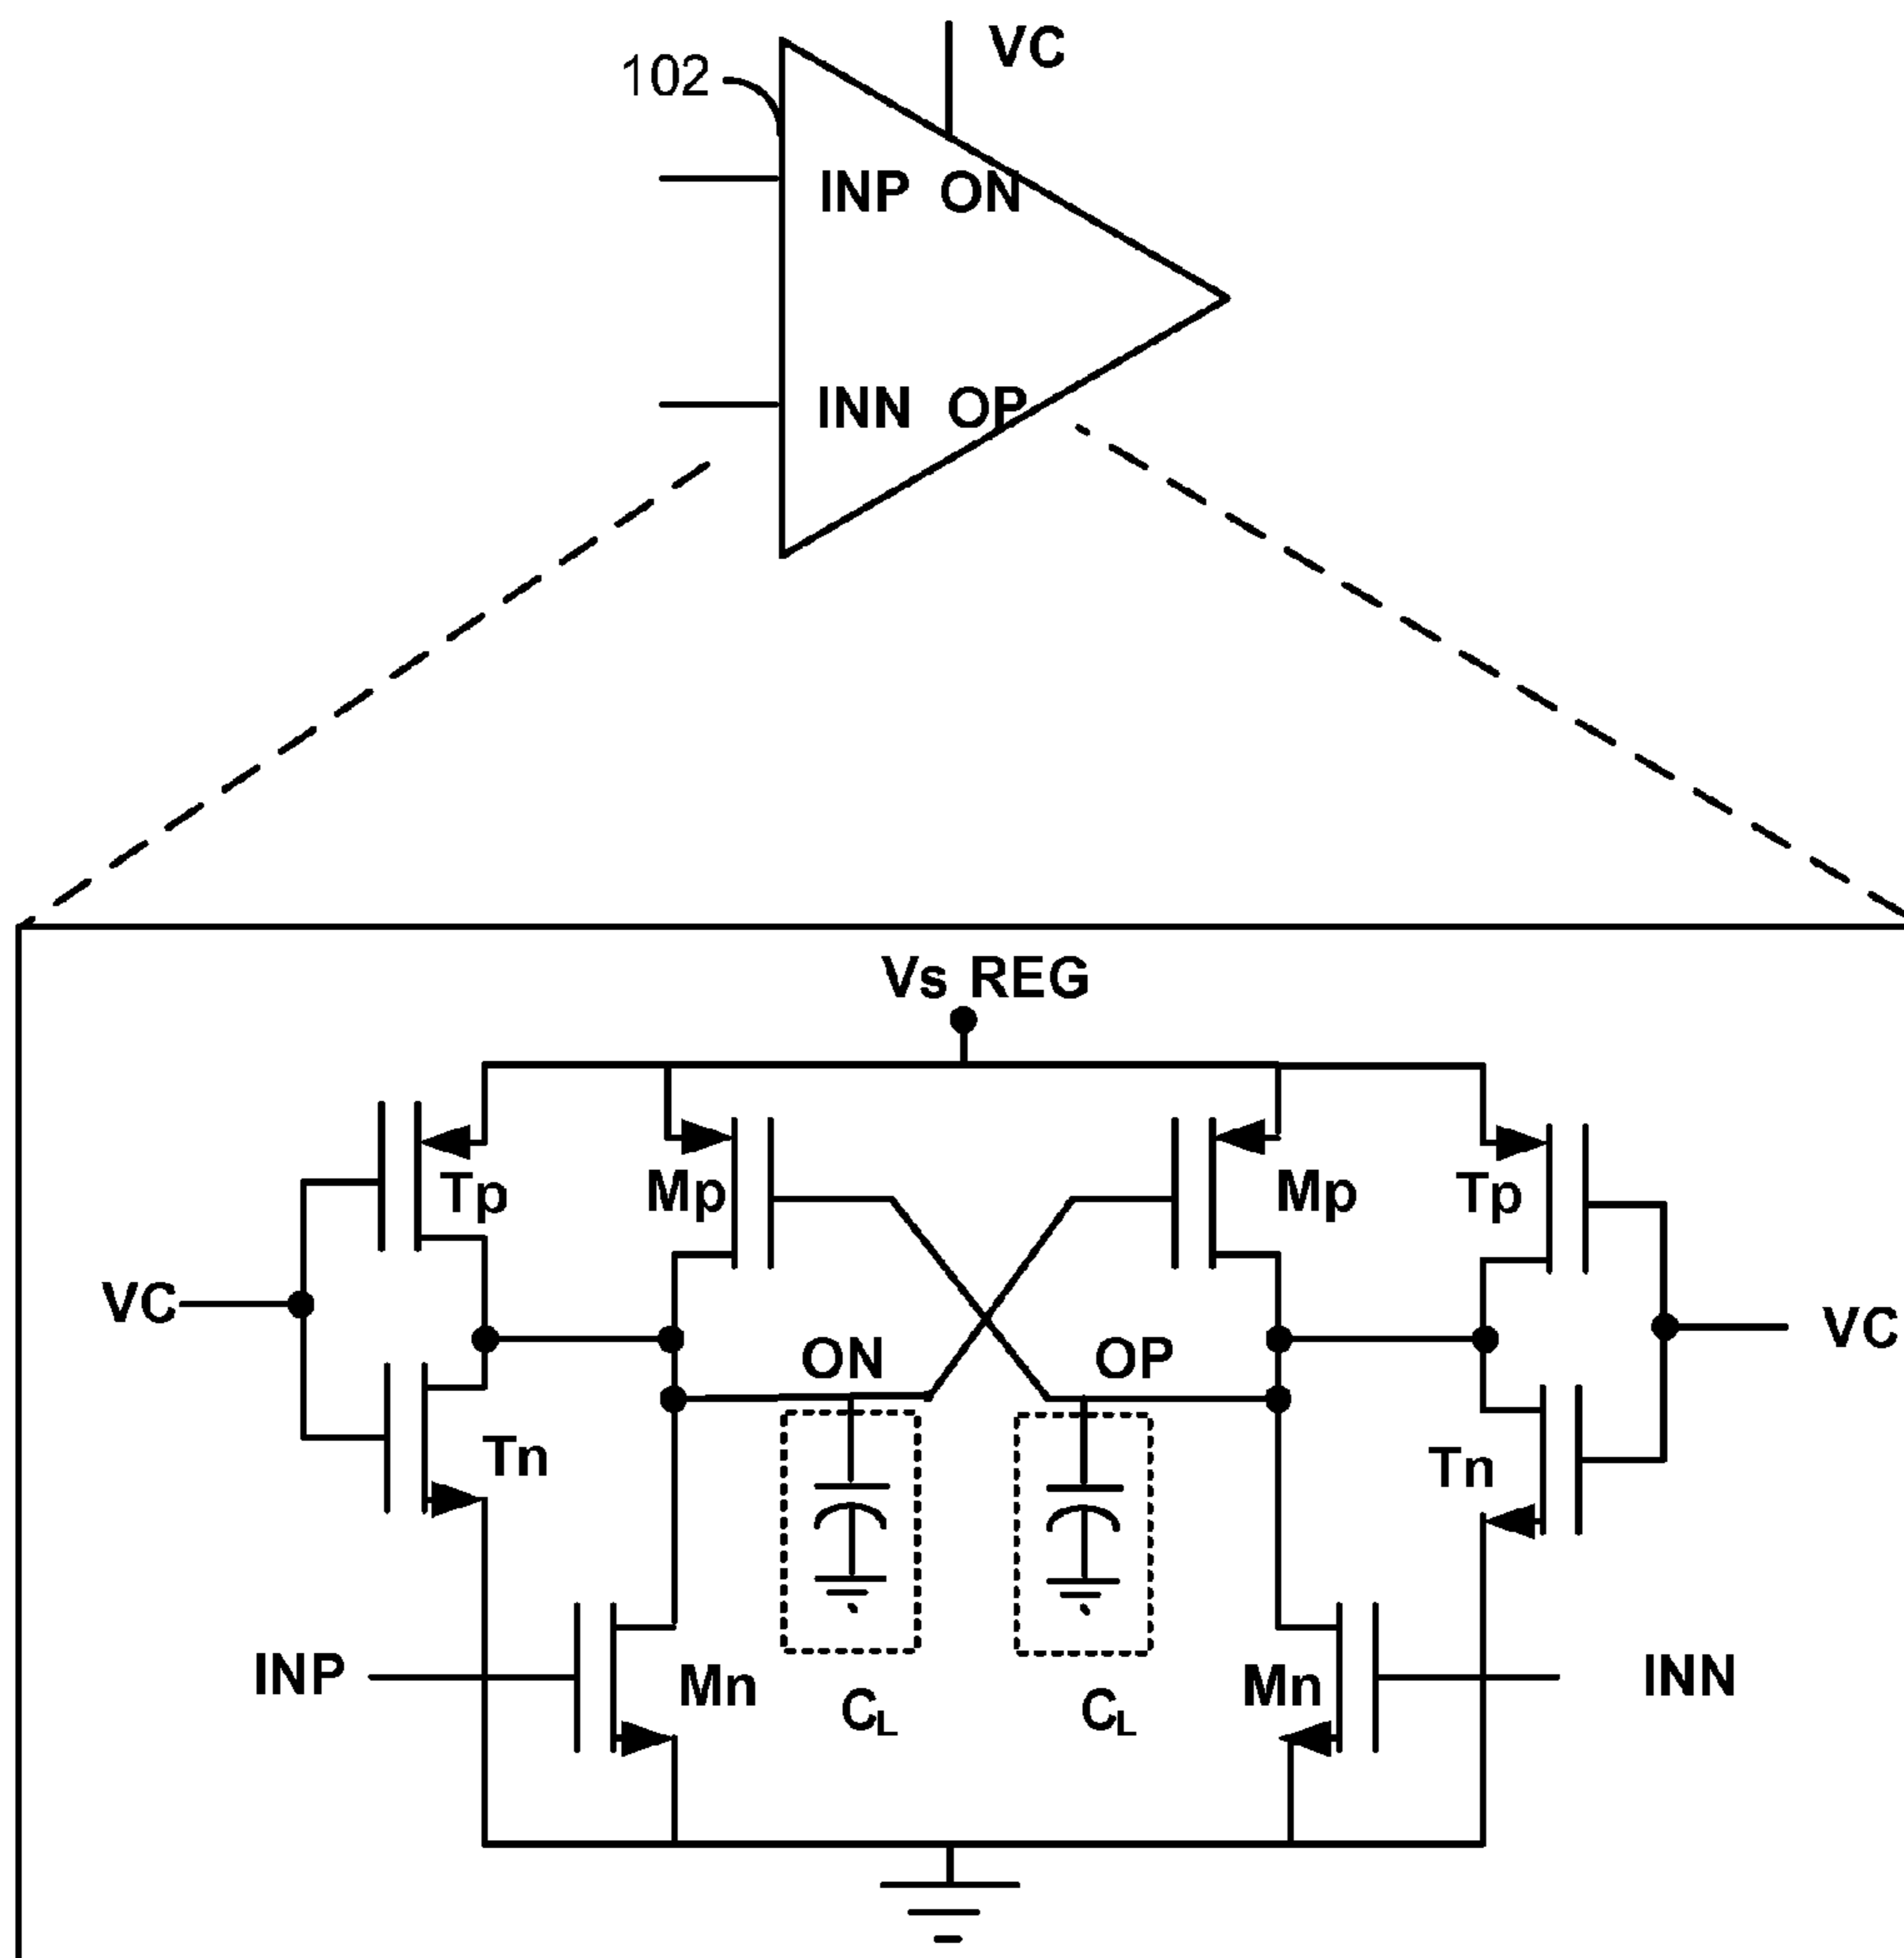 VC
102
INP ON
INN OP
Vs REG
Tp
Mp
Mp
Tp
VC
VC
ON
OP
Tn
Tn
INP
Mn
CL
CL
Mn
INN